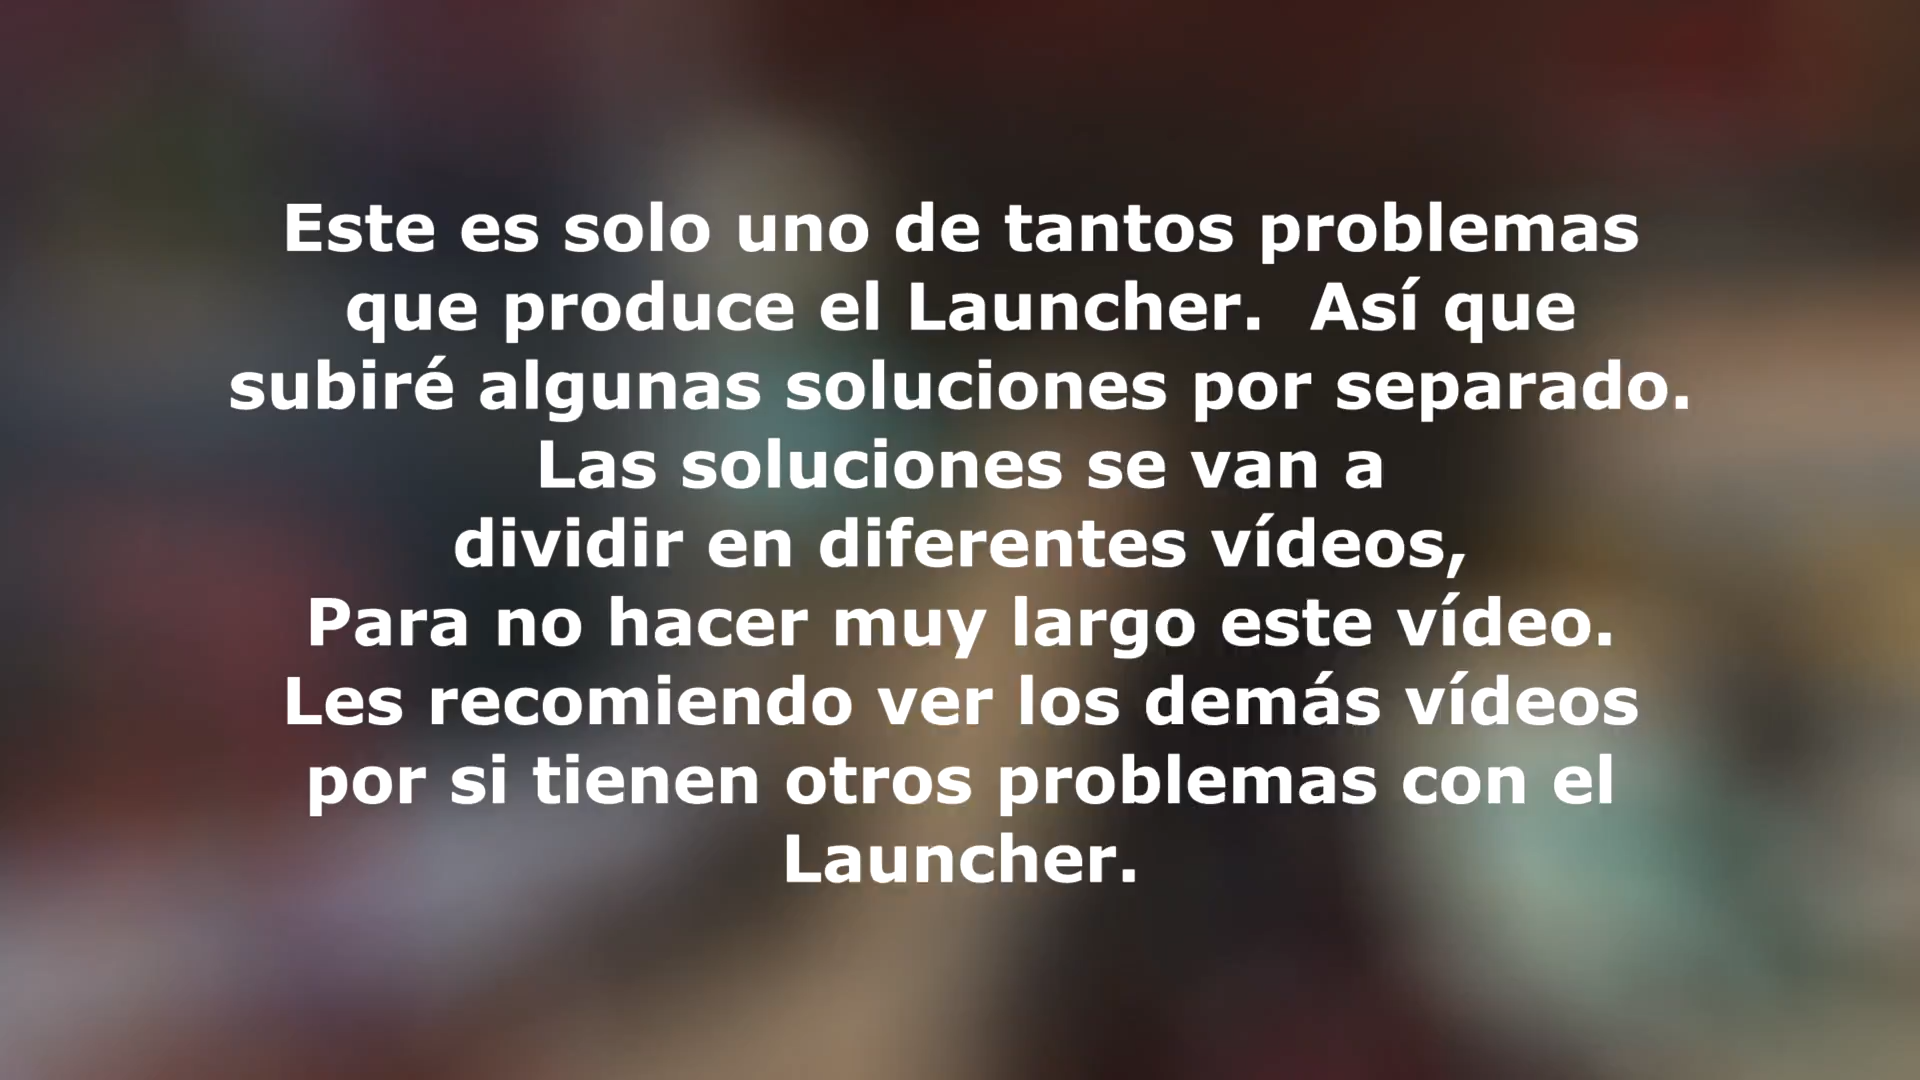 Este es solo uno de tantos problemas
que produce el Launcher.  Así que
subiré algunas soluciones por separado.
Las soluciones se van a
dividir en diferentes vídeos,
Para no hacer muy largo este vídeo.
Les recomiendo ver los demás vídeos
por si tienen otros problemas con el
Launcher.